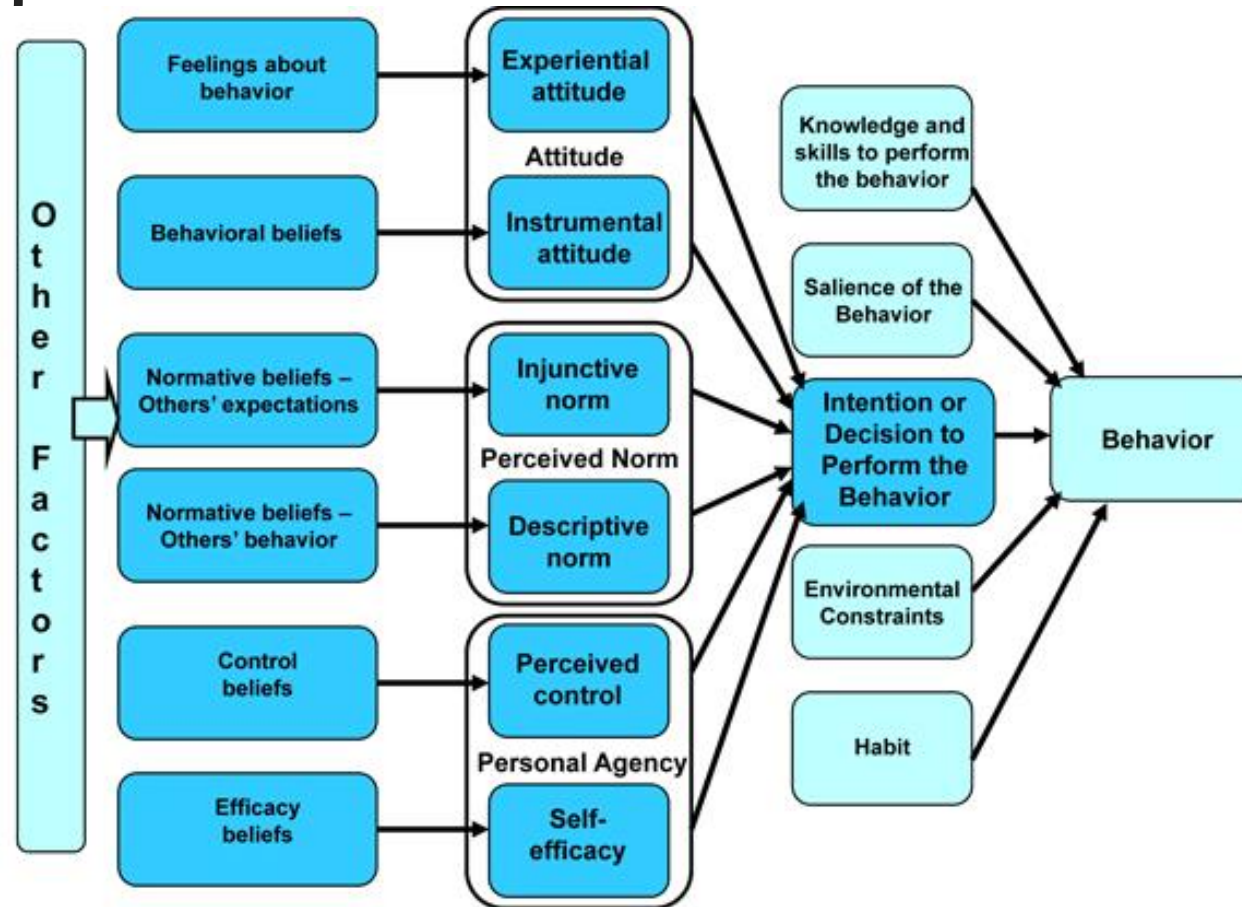 Other Factors
Feelings about
behavior
Behavioral beliefs
Normative beliefs –
Others' expectations
Normative beliefs –
Others' behavior
Control
beliefs
Efficacy
beliefs
Experiential
attitude
Attitude
Instrumental
attitude
Injunctive
norm
Perceived Norm
Descriptive
norm
Perceived
control
Personal Agency
Self-
efficacy
Knowledge and
skills to perform
the behavior
Salience of the
Behavior
Intention or
Decision to
Perform the
Behavior
Environmental
Constraints
Habit
Behavior